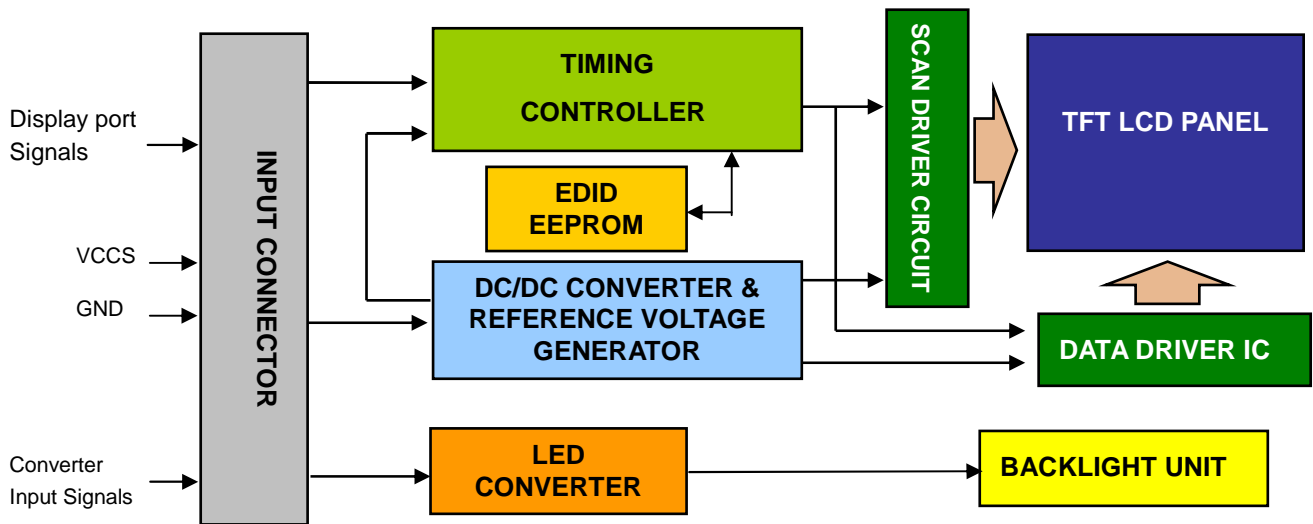 Display port
Signals
VCCS
GND
Converter
Input Signals
INPUT CONNECTOR
TIMING
CONTROLLER
EDID
EEPROM
DC/DC CONVERTER &
REFERENCE VOLTAGE
GENERATOR
LED
CONVERTER
SCAN DRIVER CIRCUIT
TFT LCD PANEL
DATA DRIVER IC
BACKLIGHT UNIT